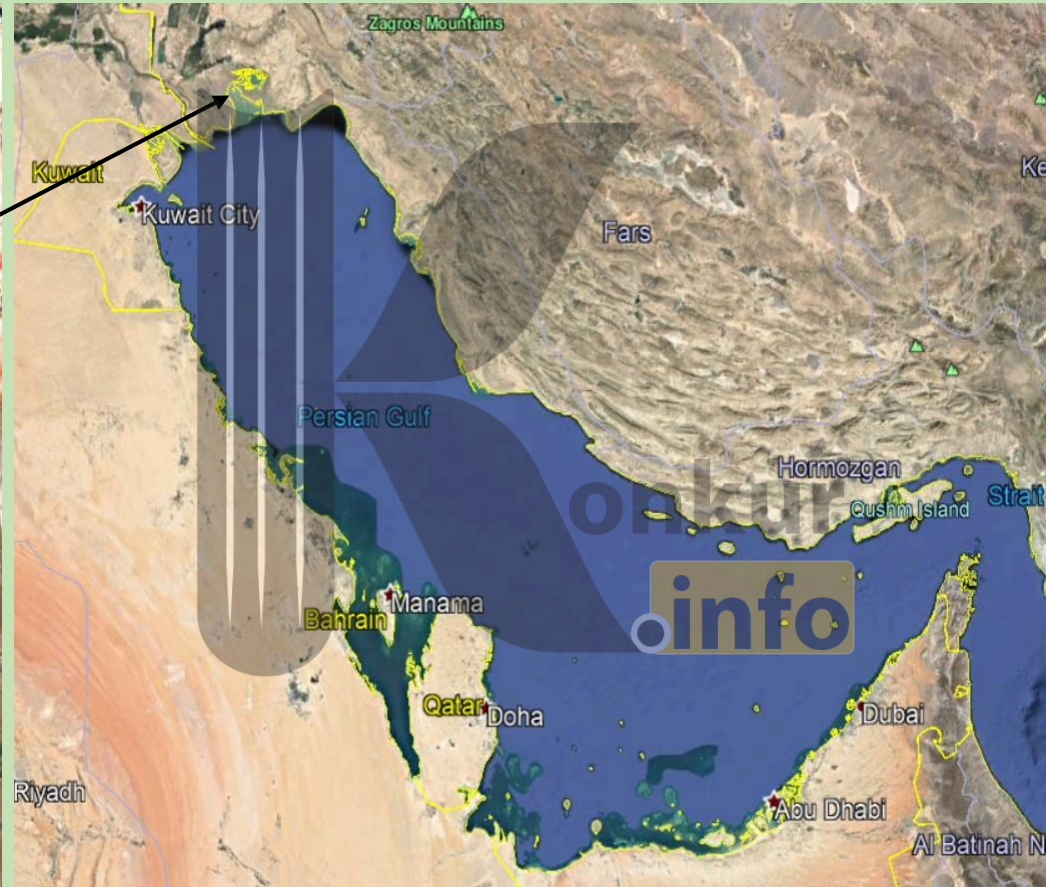 Zagros Mountains
Kuwait
Kuwait City
Ke
Fars
Persian Gulf
Hormozgan
Qushm Island
Strait
Manama
Bahrain
Qatar
Doha
Dubai
Riyadh
Abu Dhabi
Al Batinah N
Konkur
.info